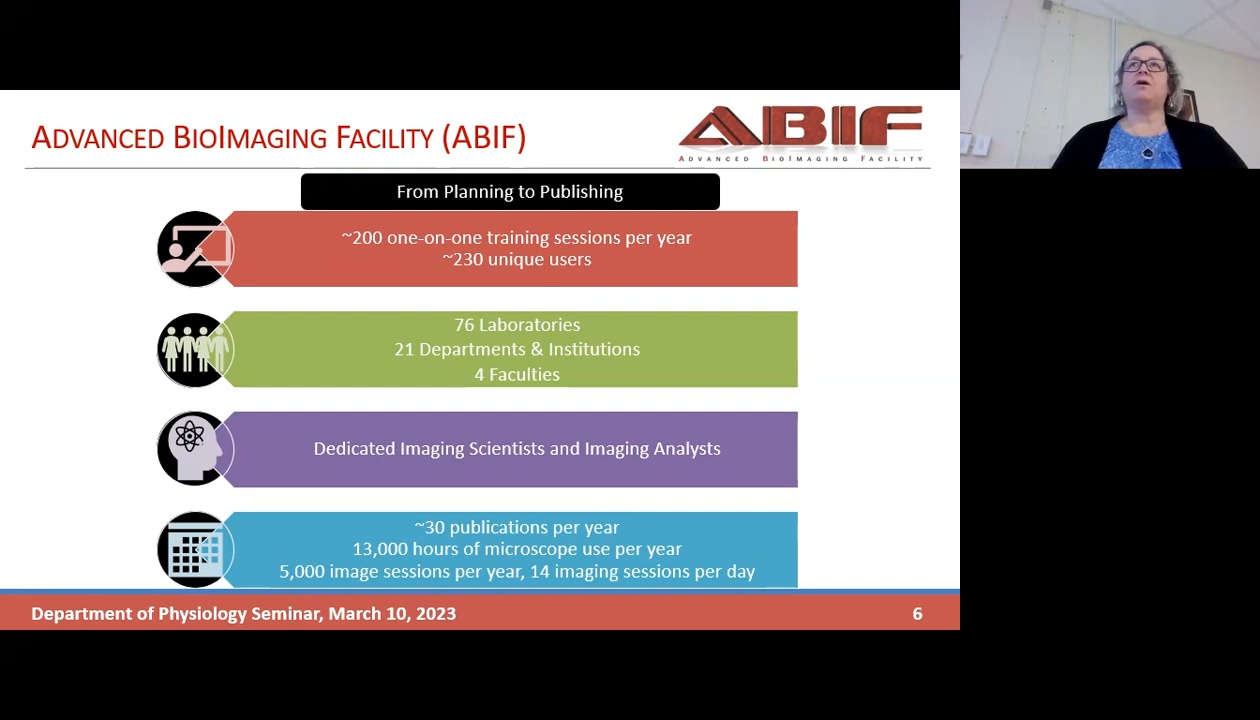 ADVANCED BIOIMAGING FACILITY (ABIF)
ABIF
ADVANCED BIOIMAGING FACILITY
From Planning to Publishing
~200 one-on-one training sessions per year
~230 unique users
76 Laboratories
21 Departments & Institutions
4 Faculties
Dedicated Imaging Scientists and Imaging Analysts
~30 publications per year
13,000 hours of microscope use per year
5,000 image sessions per year, 14 imaging sessions per day
Department of Physiology Seminar, March 10, 2023
6